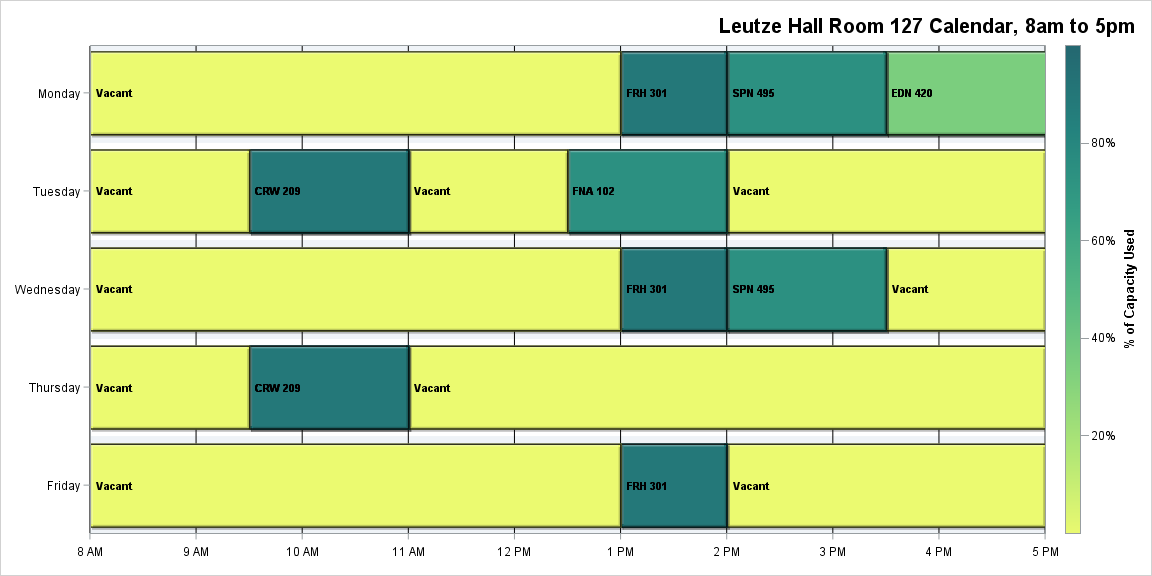 Leutze Hall Room 127 Calendar, 8am to 5pm
Monday
Vacant
FRH 301
SPN 495
EDN 420
Tuesday
Vacant
CRW 209
Vacant
FNA 102
Vacant
Wednesday
Vacant
FRH 301
SPN 495
Vacant
Thursday
Vacant
CRW 209
Vacant
Friday
Vacant
FRH 301
Vacant
8 AM
9 AM
10 AM
11 AM
12 PM
1 PM
2 PM
3 PM
4 PM
5 PM
80%
60%
40%
20%
% of Capacity Used